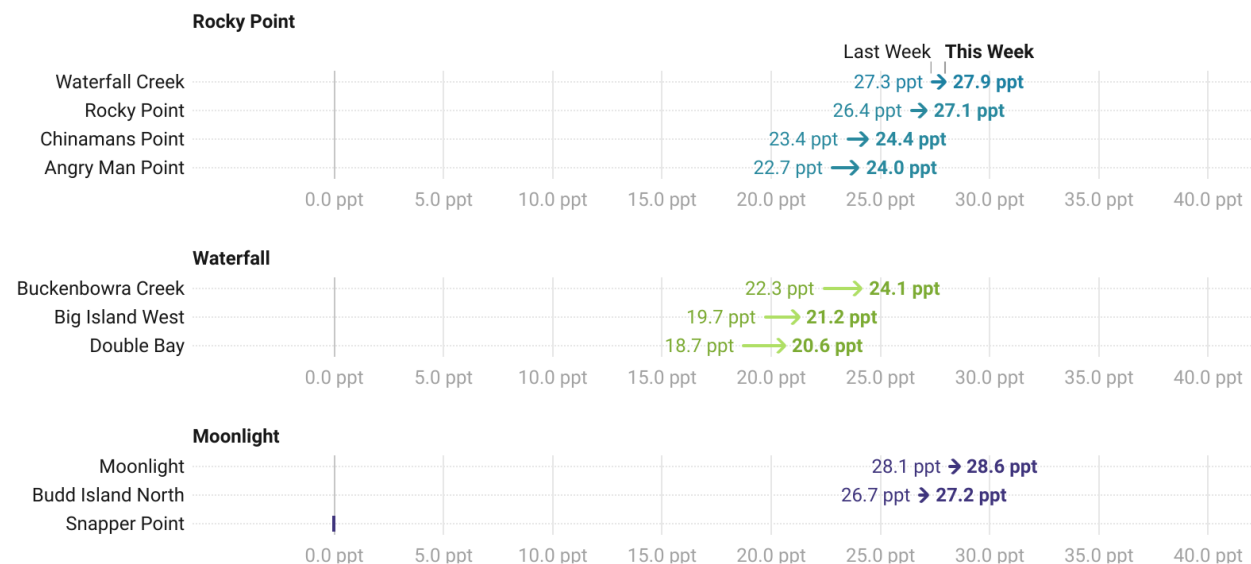 Rocky Point
Last Week This Week
Waterfall Creek 27.3 ppt 27.9 ppt
Rocky Point 26.4 ppt 27.1 ppt
Chinamans Point 23.4 ppt 24.4 ppt
Angry Man Point 22.7 ppt 24.0 ppt
0.0 ppt 5.0 ppt 10.0 ppt 15.0 ppt 20.0 ppt 25.0 ppt 30.0 ppt 35.0 ppt 40.0 ppt
Waterfall
Buckenbowra Creek 22.3 ppt 24.1 ppt
Big Island West 19.7 ppt 21.2 ppt
Double Bay 18.7 ppt 20.6 ppt
0.0 ppt 5.0 ppt 10.0 ppt 15.0 ppt 20.0 ppt 25.0 ppt 30.0 ppt 35.0 ppt 40.0 ppt
Moonlight
Moonlight 28.1 ppt 28.6 ppt
Budd Island North 26.7 ppt 27.2 ppt
Snapper Point
0.0 ppt 5.0 ppt 10.0 ppt 15.0 ppt 20.0 ppt 25.0 ppt 30.0 ppt 35.0 ppt 40.0 ppt